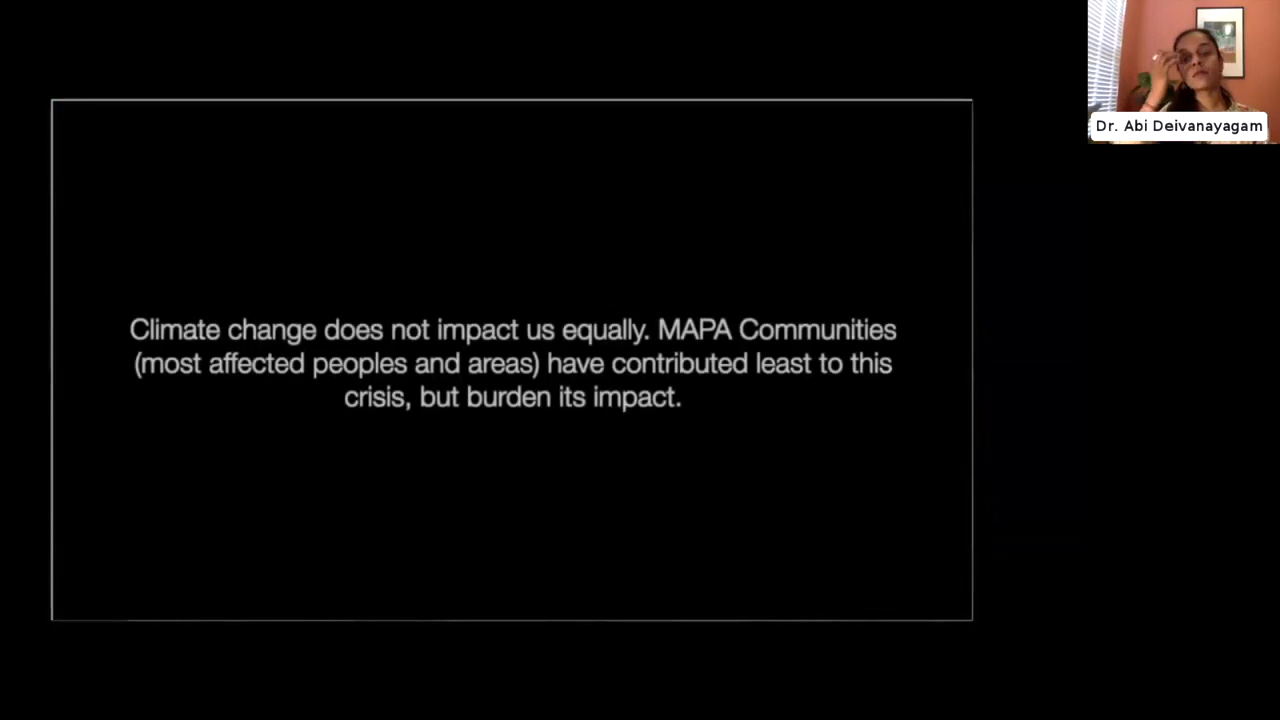 Dr. Abi Deivanayagam
Climate change does not impact us equally. MAPA Communities
(most affected peoples and areas) have contributed least to this
crisis, but burden its impact.